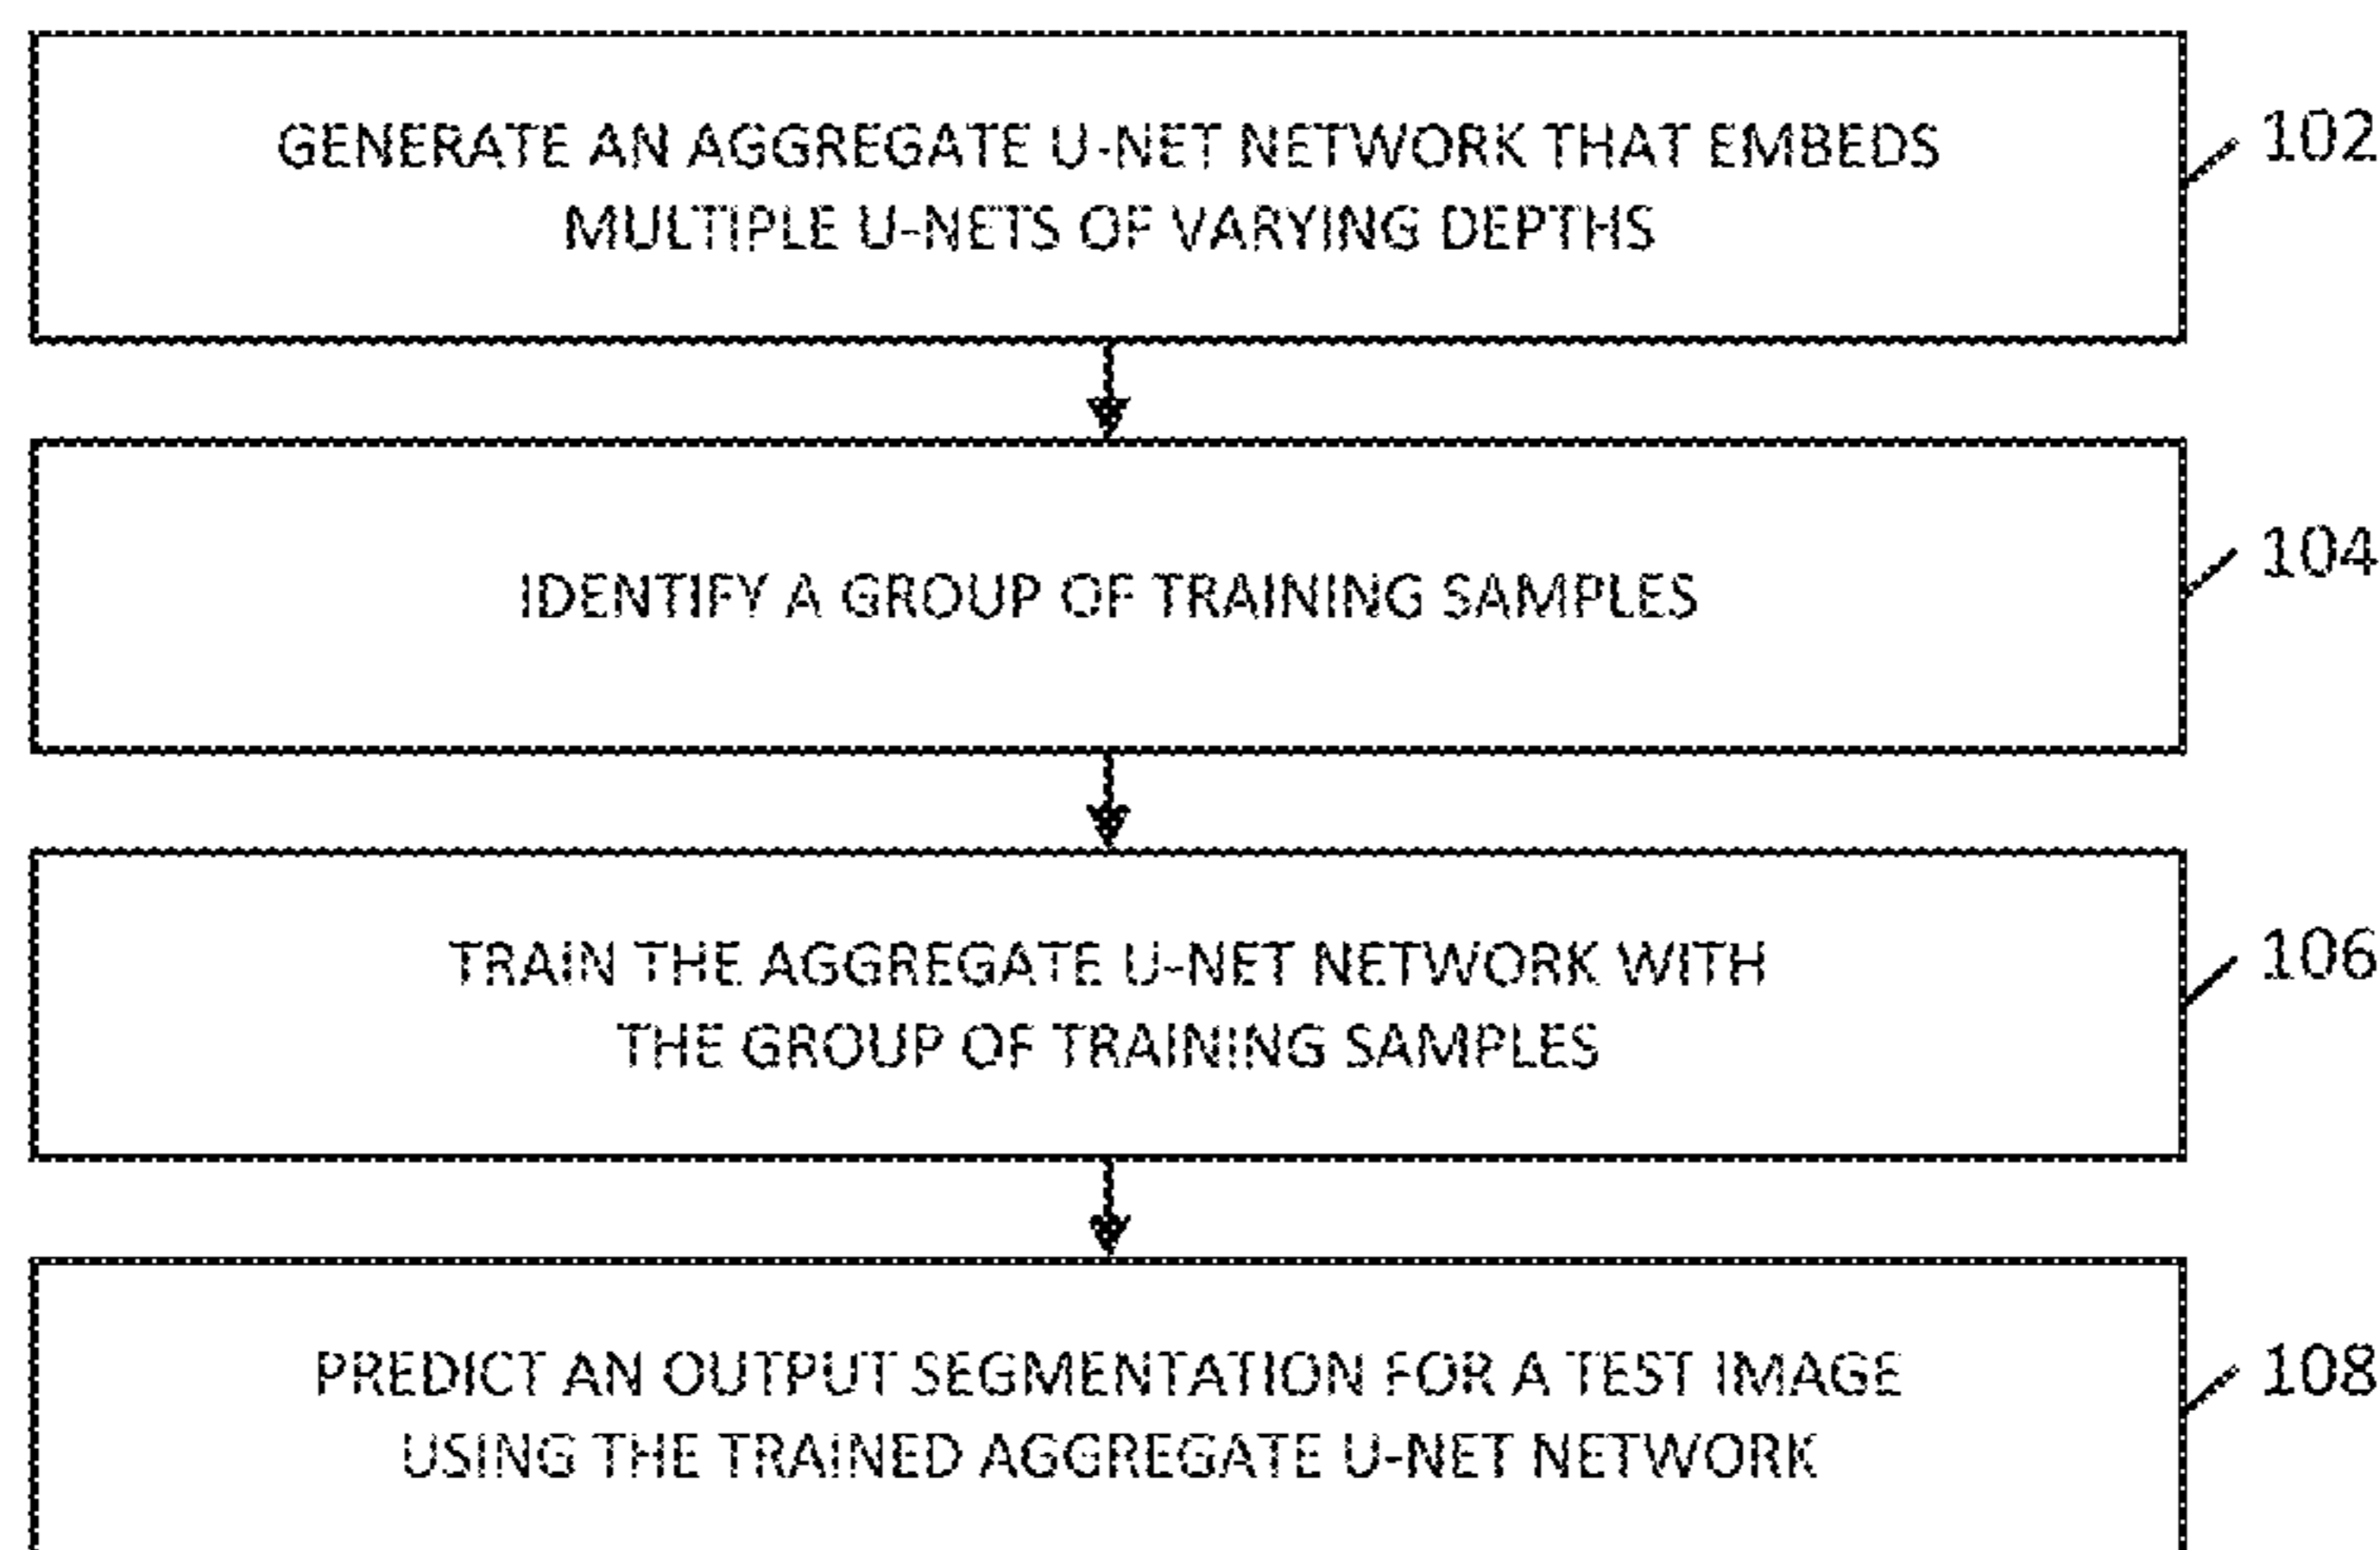 GENERATE AN AGGREGATE U-NET NETWORK THAT EMBEDS
MULTIPLE U-NETS OF VARYING DEPTHS
102
IDENTIFY A GROUP OF TRAINING SAMPLES
104
TRAIN THE AGGREGATE U-NET NETWORK WITH
THE GROUP OF TRAINING SAMPLES
106
PREDICT AN OUTPUT SEGMENTATION FOR A TEST IMAGE
USING THE TRAINED AGGREGATE U-NET NETWORK
108